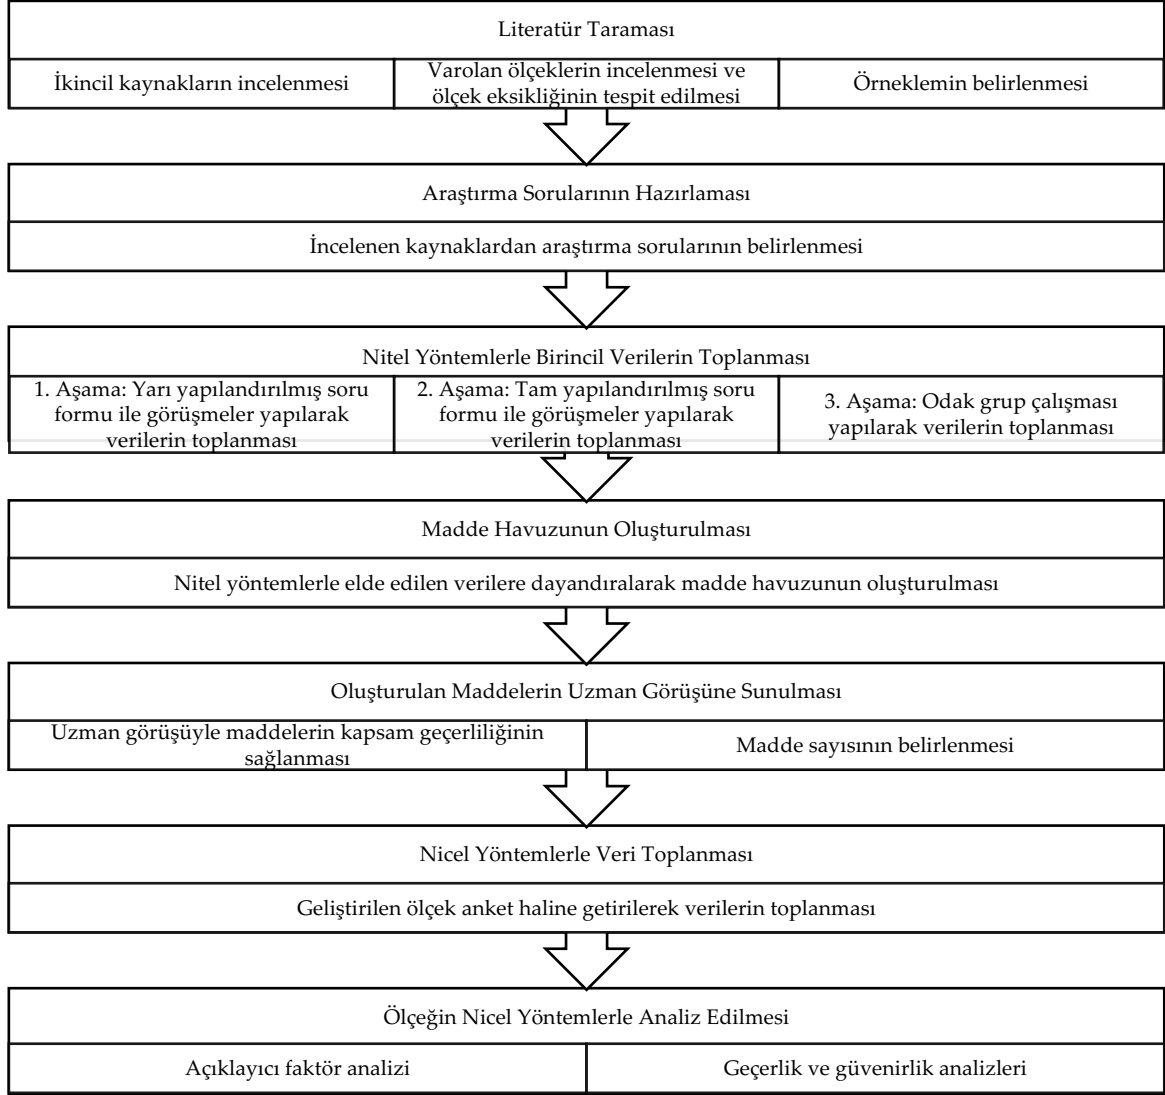 Literatür Taraması
İkincil kaynakların incelenmesi
Varolan ölçeklerin incelenmesi ve
ölçek eksikliğinin tespit edilmesi
Örneklemin belirlenmesi
Araştırma Sorularının Hazırlaması
İncelenen kaynaklardan araştırma sorularının belirlenmesi
Nitel Yöntemlerle Birincil Verilerin Toplanması
1. Aşama: Yarı yapılandırılmış soru
formu ile görüşmeler yapılarak
verilerin toplanması
2. Aşama: Tam yapılandırılmış soru
formu ile görüşmeler yapılarak
verilerin toplanması
3. Aşama: Odak grup çalışması
yapılarak verilerin toplanması
Madde Havuzunun Oluşturulması
Nitel yöntemlerle elde edilen verilere dayandıralarak madde havuzunun oluşturulması
Oluşturulan Maddelerin Uzman Görüşüne Sunulması
Uzman görüşüyle maddelerin kapsam geçerliliğinin
sağlanması
Madde sayısının belirlenmesi
Nicel Yöntemlerle Veri Toplanması
Geliştirilen ölçek anket haline getirilerek verilerin toplanması
Ölçeğin Nicel Yöntemlerle Analiz Edilmesi
Açıklayıcı faktör analizi
Geçerlik ve güvenirlik analizleri